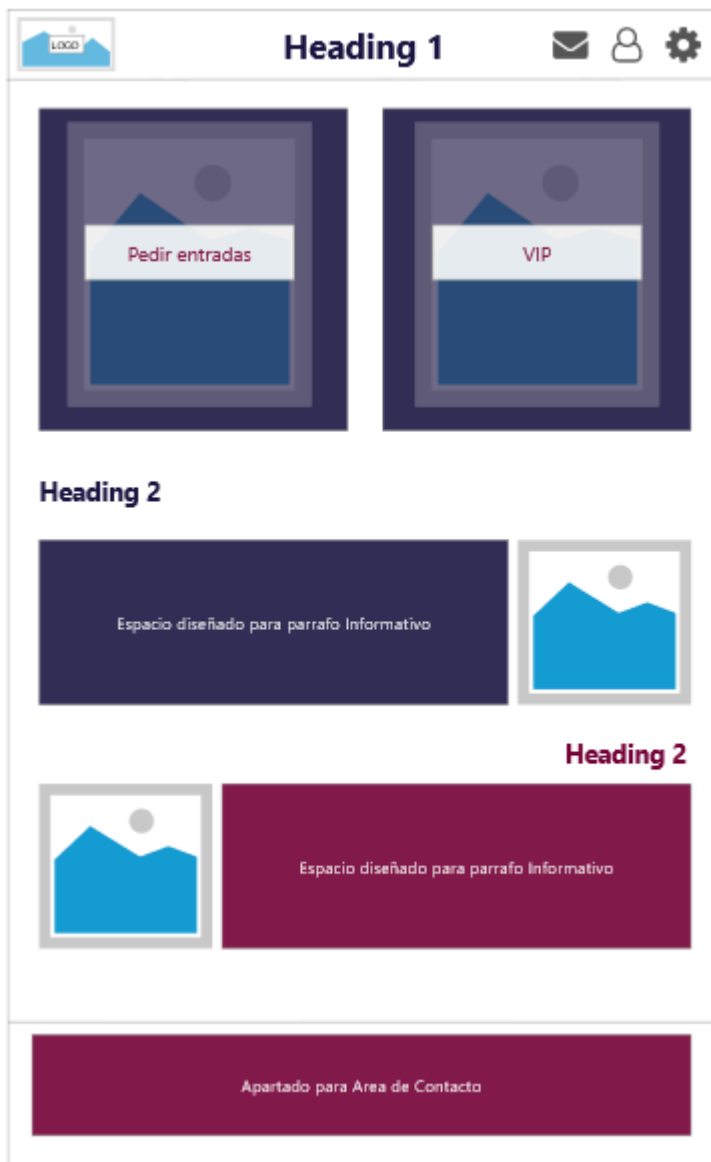 LOGO
Heading 1
Pedir entradas
VIP
Heading 2
Espacio diseñado para parrafo Informativo
Heading 2
Espacio diseñado para parrafo Informativo
Apartado para Area de Contacto